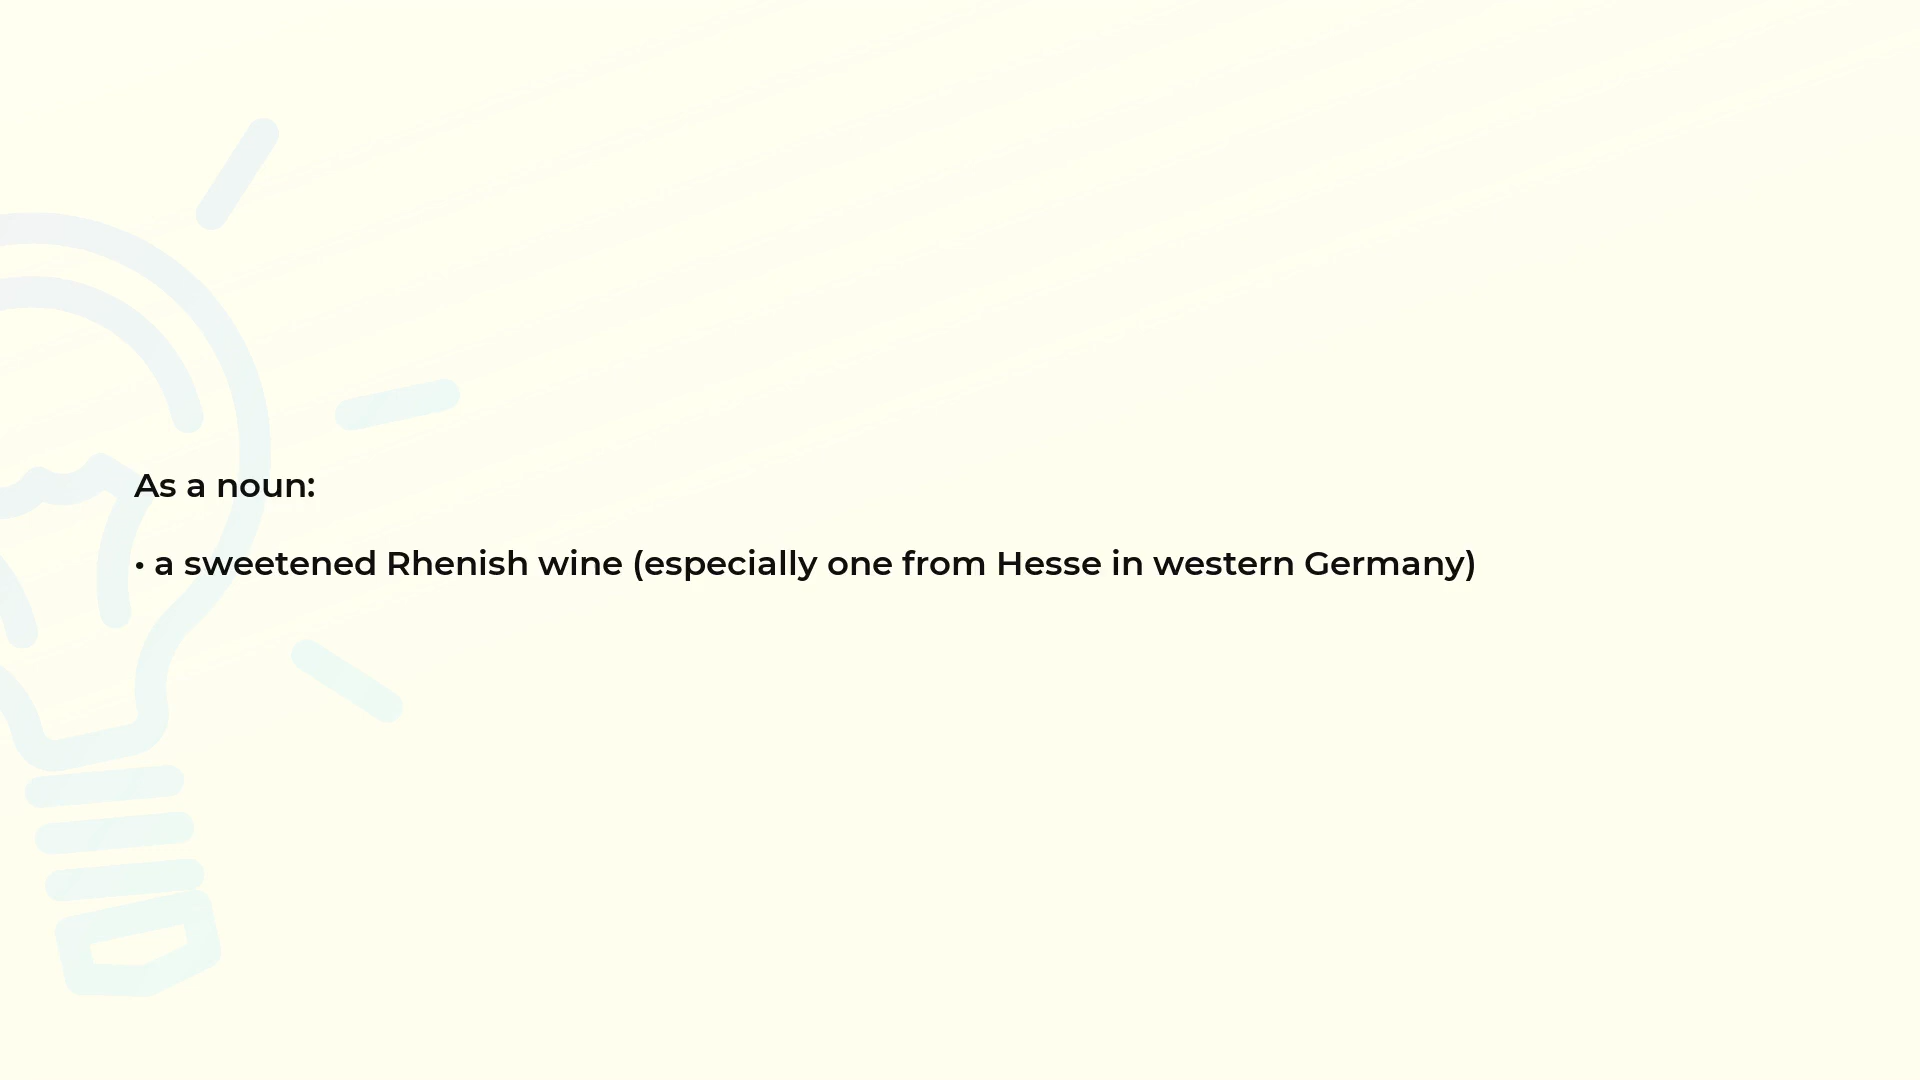 As a noun:
• a sweetened Rhenish wine (especially one from Hesse in western Germany)